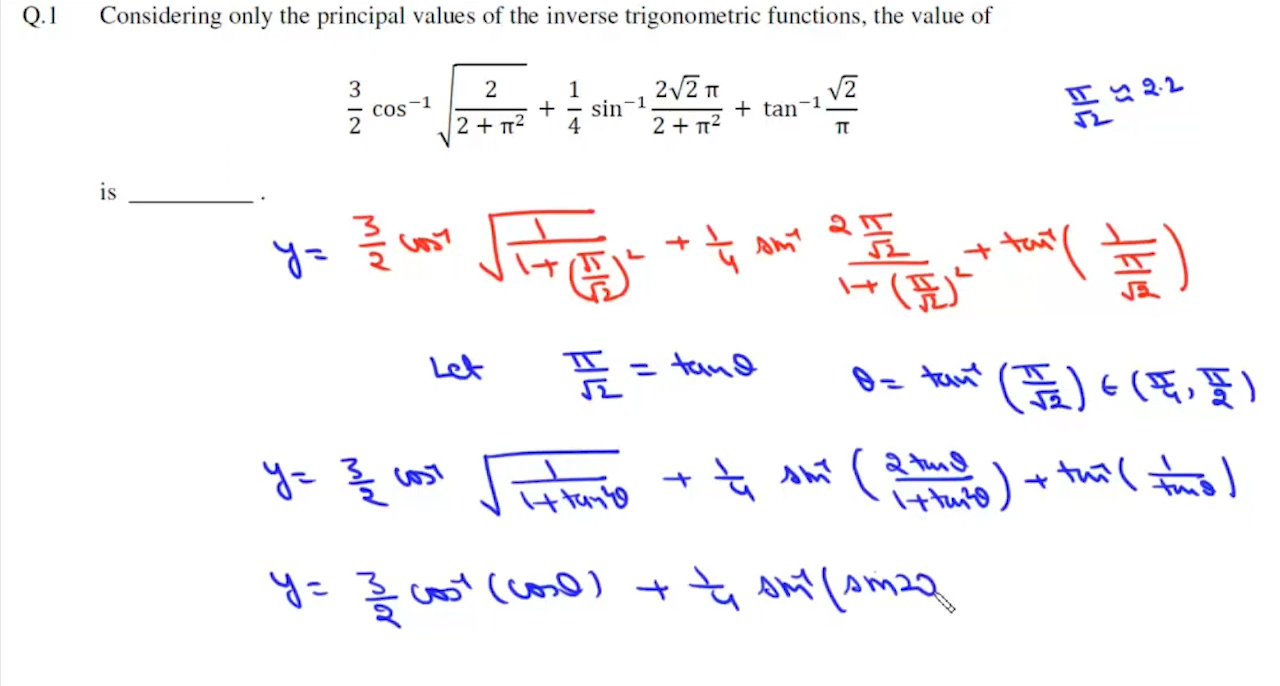 Q.1 Considering only the principal values of the inverse trigonometric functions, the value of
3/2 cos⁻¹ √(2/(2 + π²)) + 1/4 sin⁻¹ (2√2 π)/(2 + π²) + tan⁻¹ √2/π
π/√2 ≈ 2.2
is ________ .
y = 3/2 cos⁻¹ √(1/(1 + (π/√2)²)) + 1/4 sin⁻¹ (2 π/√2)/(1 + (π/√2)²) + tan⁻¹ (1/(π/√2))
Let π/√2 = tanθ θ = tan⁻¹ (π/√2) ∈ (π/4, π/2)
y = 3/2 cos⁻¹ √(1/(1 + tan²θ)) + 1/4 sin⁻¹ (2 tanθ/(1 + tan²θ)) + tan⁻¹ (1/tanθ)
y = 3/2 cos⁻¹ (cosθ) + 1/4 sin⁻¹ (sin2θ